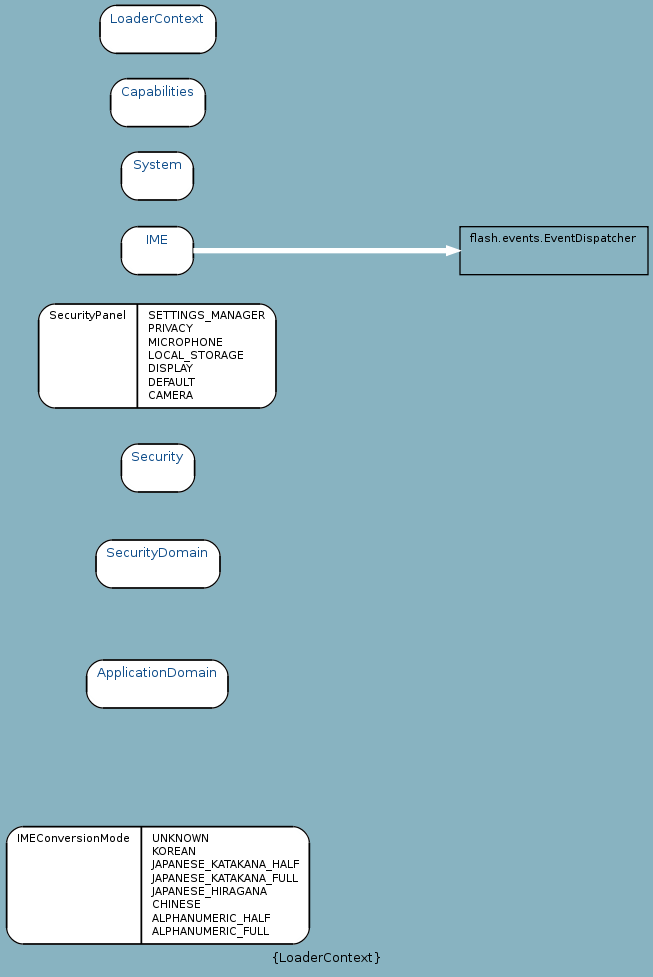 LoaderContext
Capabilities
System
IME
flash.events.EventDispatcher
SecurityPanel
SETTINGS_MANAGER
PRIVACY
MICROPHONE
LOCAL_STORAGE
DISPLAY
DEFAULT
CAMERA
Security
SecurityDomain
ApplicationDomain
IMEConversionMode
UNKNOWN
KOREAN
JAPANESE_KATAKANA_HALF
JAPANESE_KATAKANA_FULL
JAPANESE_HIRAGANA
CHINESE
ALPHANUMERIC_HALF
ALPHANUMERIC_FULL
{LoaderContext}